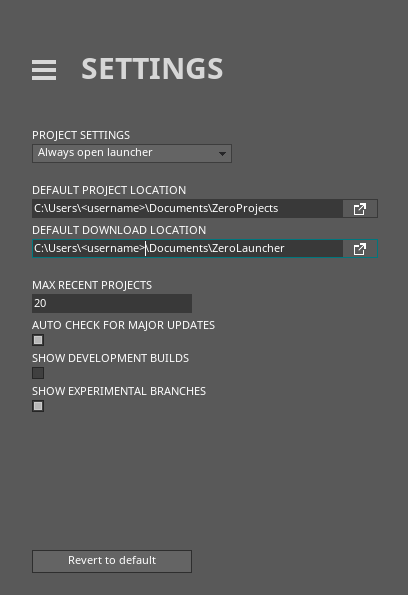 SETTINGS
PROJECT SETTINGS
Always open launcher
DEFAULT PROJECT LOCATION
C:\Users\<username>\Documents\ZeroProjects
DEFAULT DOWNLOAD LOCATION
C:\Users\<username>\Documents\ZeroLauncher
MAX RECENT PROJECTS
20
AUTO CHECK FOR MAJOR UPDATES
SHOW DEVELOPMENT BUILDS
SHOW EXPERIMENTAL BRANCHES
Revert to default